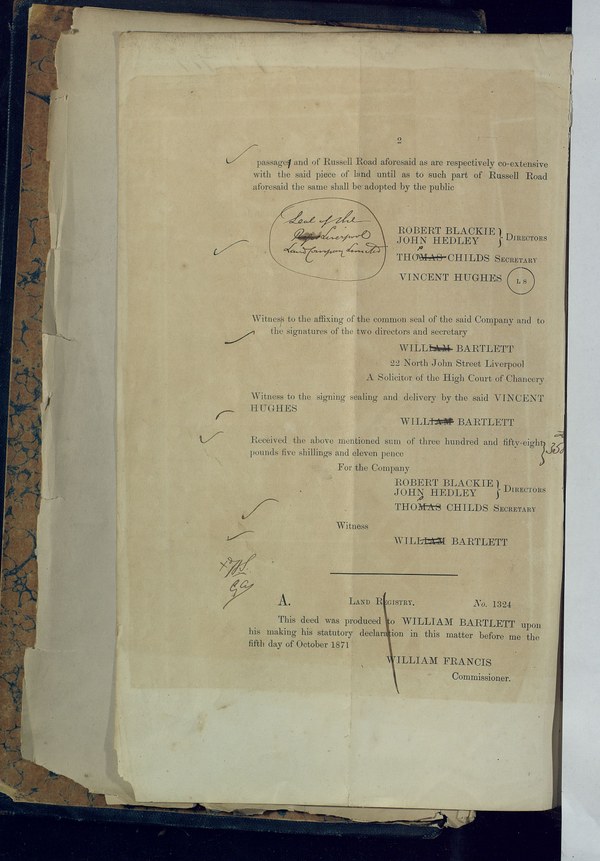 2
passages and of Russell Road aforesaid as are respectively co-extensive
with the said piece of land until as to such part of Russell Road
aforesaid the same shall be adopted by the public
Seal of the
Liverpool
Land Company Limited
ROBERT BLACKIE } DIRECTORS
JOHN HEDLEY
THOMAS CHILDS SECRETARY
VINCENT HUGHES L S
Witness to the affixing of the common seal of the said Company and to
the signatures of the two directors and secretary
WILLIAM BARTLETT
22 North John Street Liverpool
A Solicitor of the High Court of Chancery
Witness to the signing sealing and delivery by the said VINCENT
HUGHES
WILLIAM BARTLETT
Received the above mentioned sum of three hundred and fifty-eight
pounds five shillings and eleven pence
For the Company
ROBERT BLACKIE } DIRECTORS
JOHN HEDLEY
THOMAS CHILDS SECRETARY
Witness
WILLIAM BARTLETT
A. LAND REGISTRY. No. 1324
This deed was produced to WILLIAM BARTLETT upon
his making his statutory declaration in this matter before me the
fifth day of October 1871
WILLIAM FRANCIS
Commissioner.